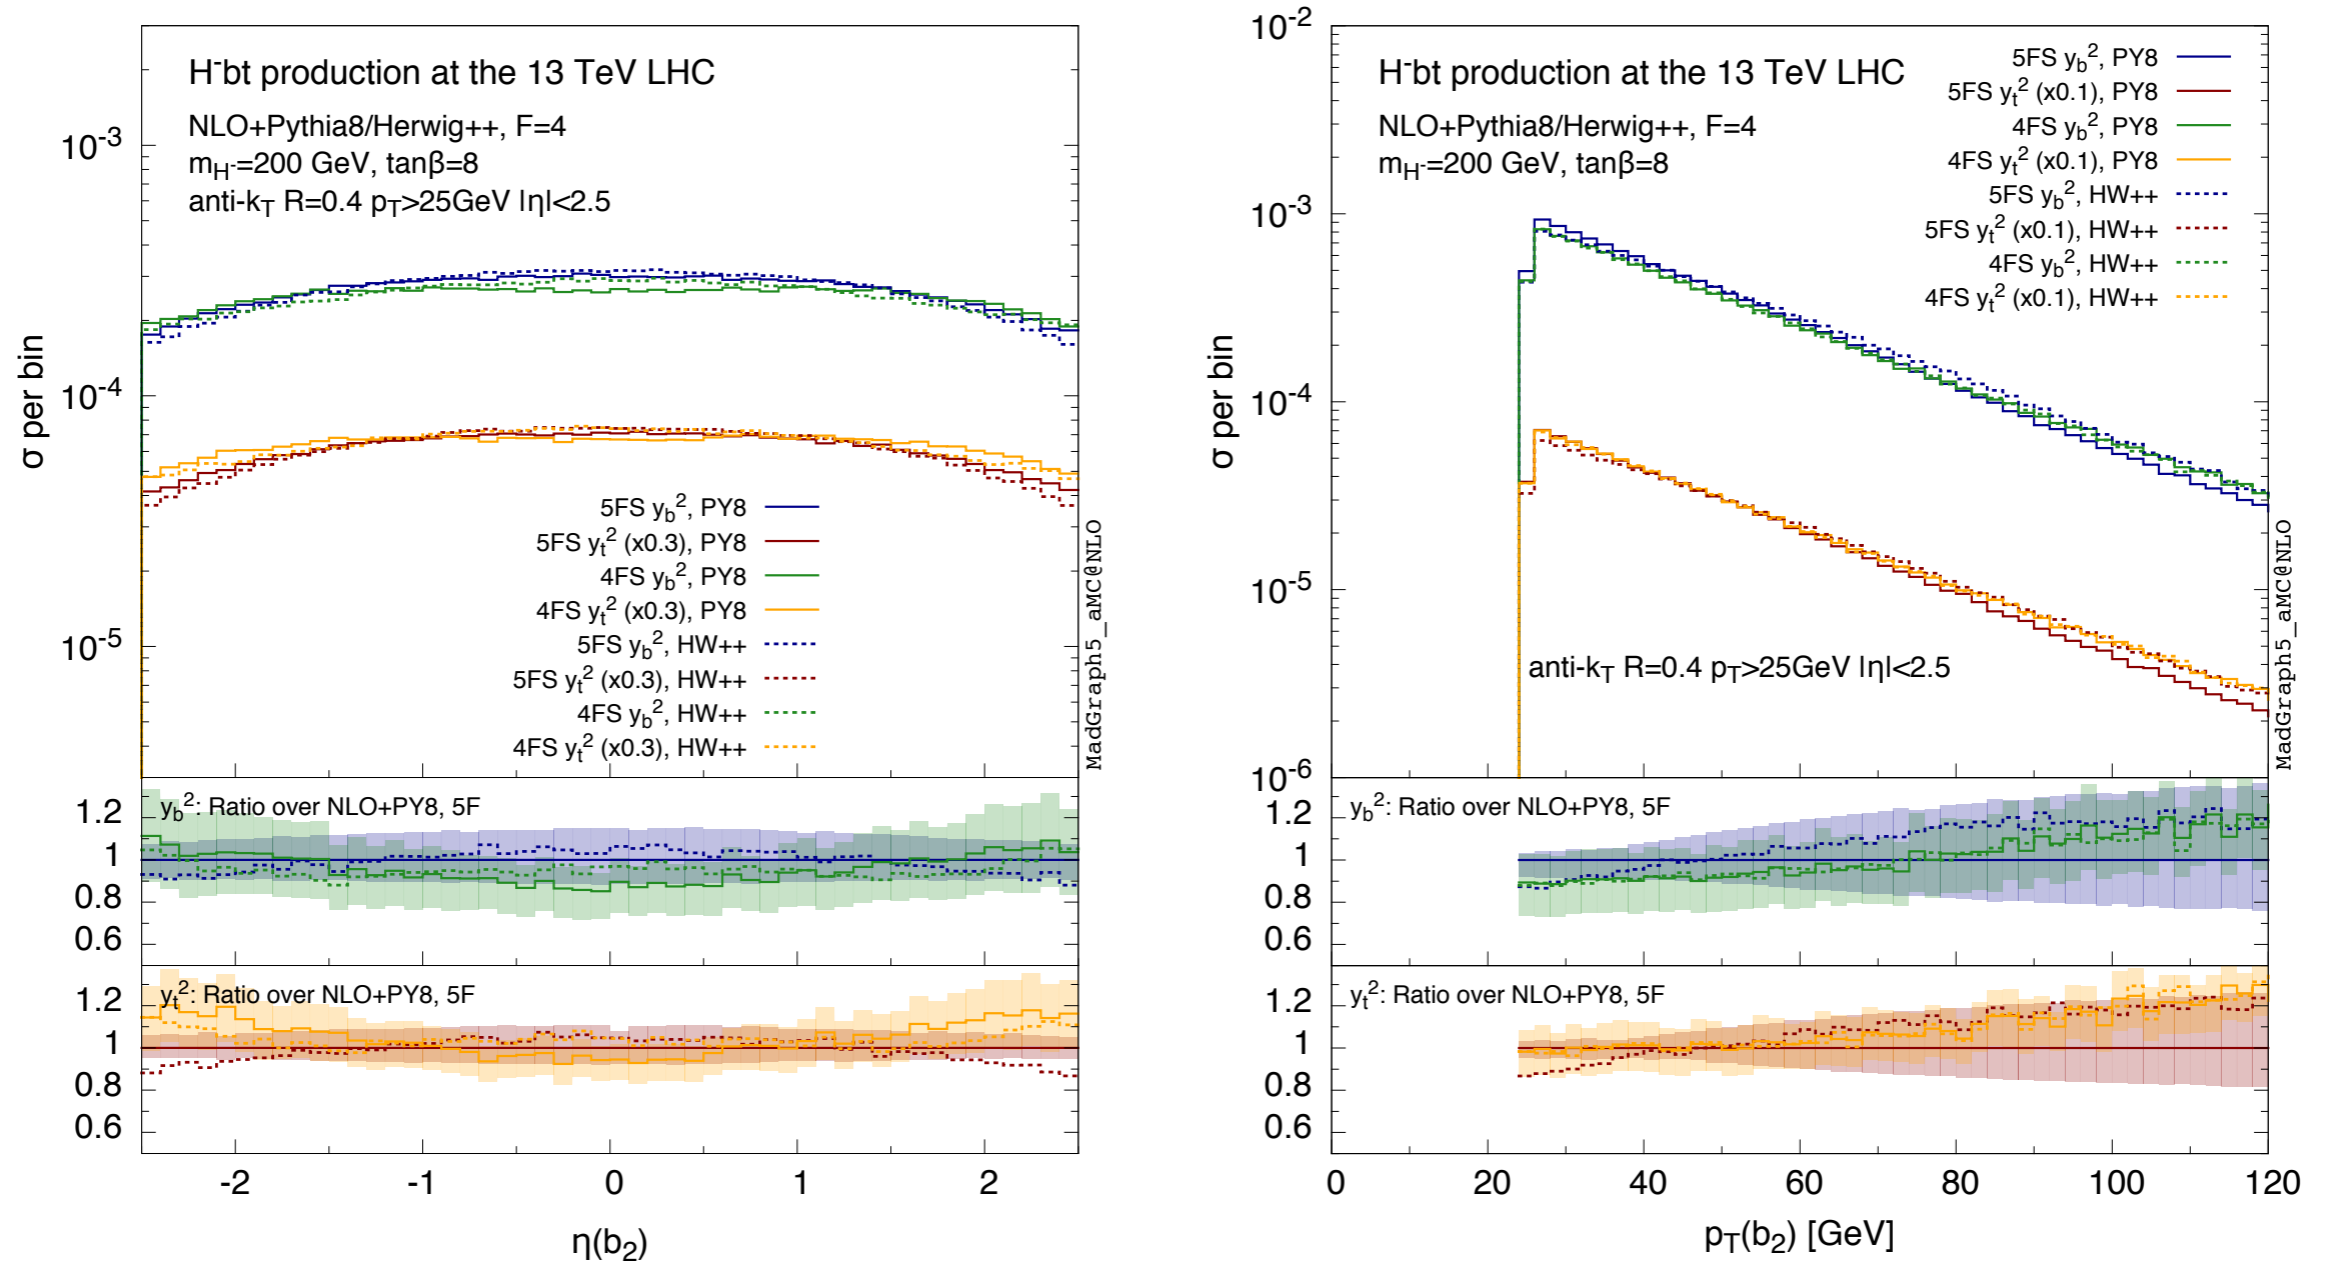 H⁻bt production at the 13 TeV LHC
NLO+Pythia8/Herwig++, F=4
m_H⁻=200 GeV, tanβ=8
anti-k_T R=0.4 p_T>25GeV |η|<2.5
10⁻³
10⁻⁴
10⁻⁵
σ per bin
5FS y_b², PY8
5FS y_t² (x0.3), PY8
4FS y_b², PY8
4FS y_t² (x0.3), PY8
5FS y_b², HW++
5FS y_t² (x0.3), HW++
4FS y_b², HW++
4FS y_t² (x0.3), HW++
MadGraph5_aMC@NLO
y_b²: Ratio over NLO+PY8, 5F
1.2
1
0.8
0.6
y_t²: Ratio over NLO+PY8, 5F
1.2
1
0.8
0.6
-2 -1 0 1 2
η(b₂)
10⁻²
10⁻³
10⁻⁴
10⁻⁵
10⁻⁶
σ per bin
H⁻bt production at the 13 TeV LHC
NLO+Pythia8/Herwig++, F=4
m_H⁻=200 GeV, tanβ=8
5FS y_b², PY8
5FS y_t² (x0.1), PY8
4FS y_b², PY8
4FS y_t² (x0.1), PY8
5FS y_b², HW++
5FS y_t² (x0.1), HW++
4FS y_b², HW++
4FS y_t² (x0.1), HW++
anti-k_T R=0.4 p_T>25GeV |η|<2.5
MadGraph5_aMC@NLO
y_b²: Ratio over NLO+PY8, 5F
1.2
1
0.8
0.6
y_t²: Ratio over NLO+PY8, 5F
1.2
1
0.8
0.6
0 20 40 60 80 100 120
p_T(b₂) [GeV]